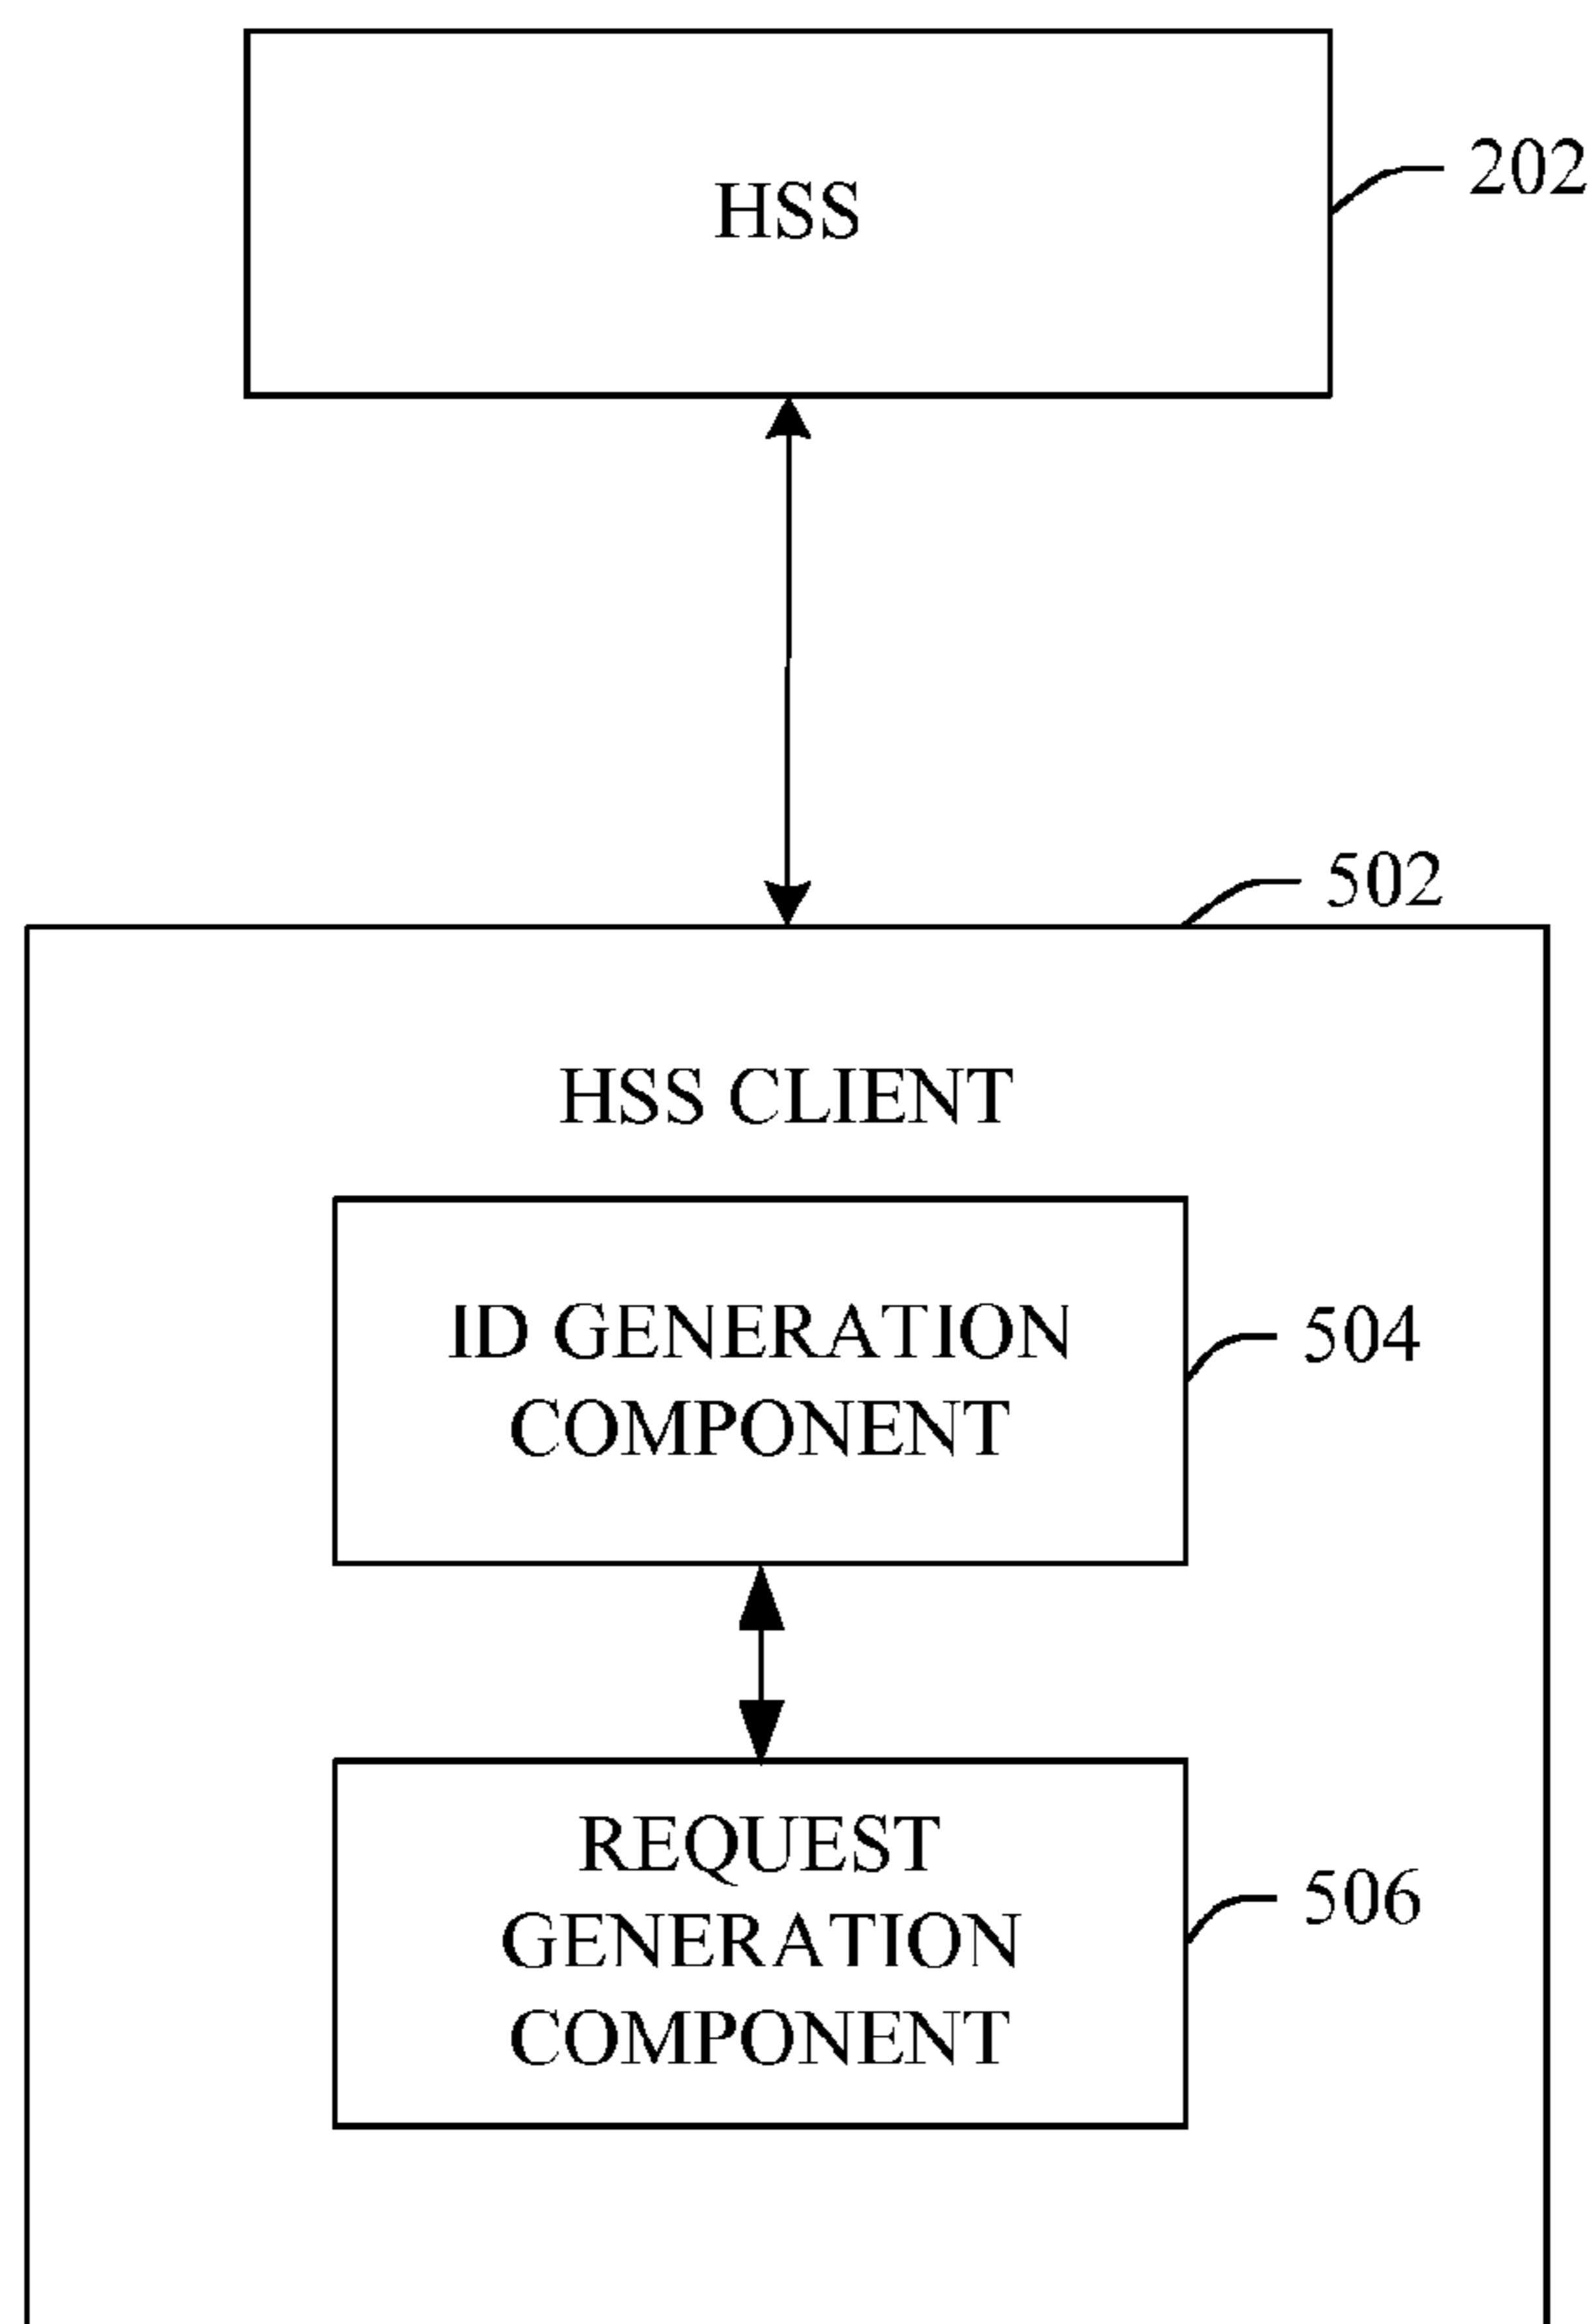 HSS
202
502
HSS CLIENT
ID GENERATION
COMPONENT
504
REQUEST
GENERATION
COMPONENT
506